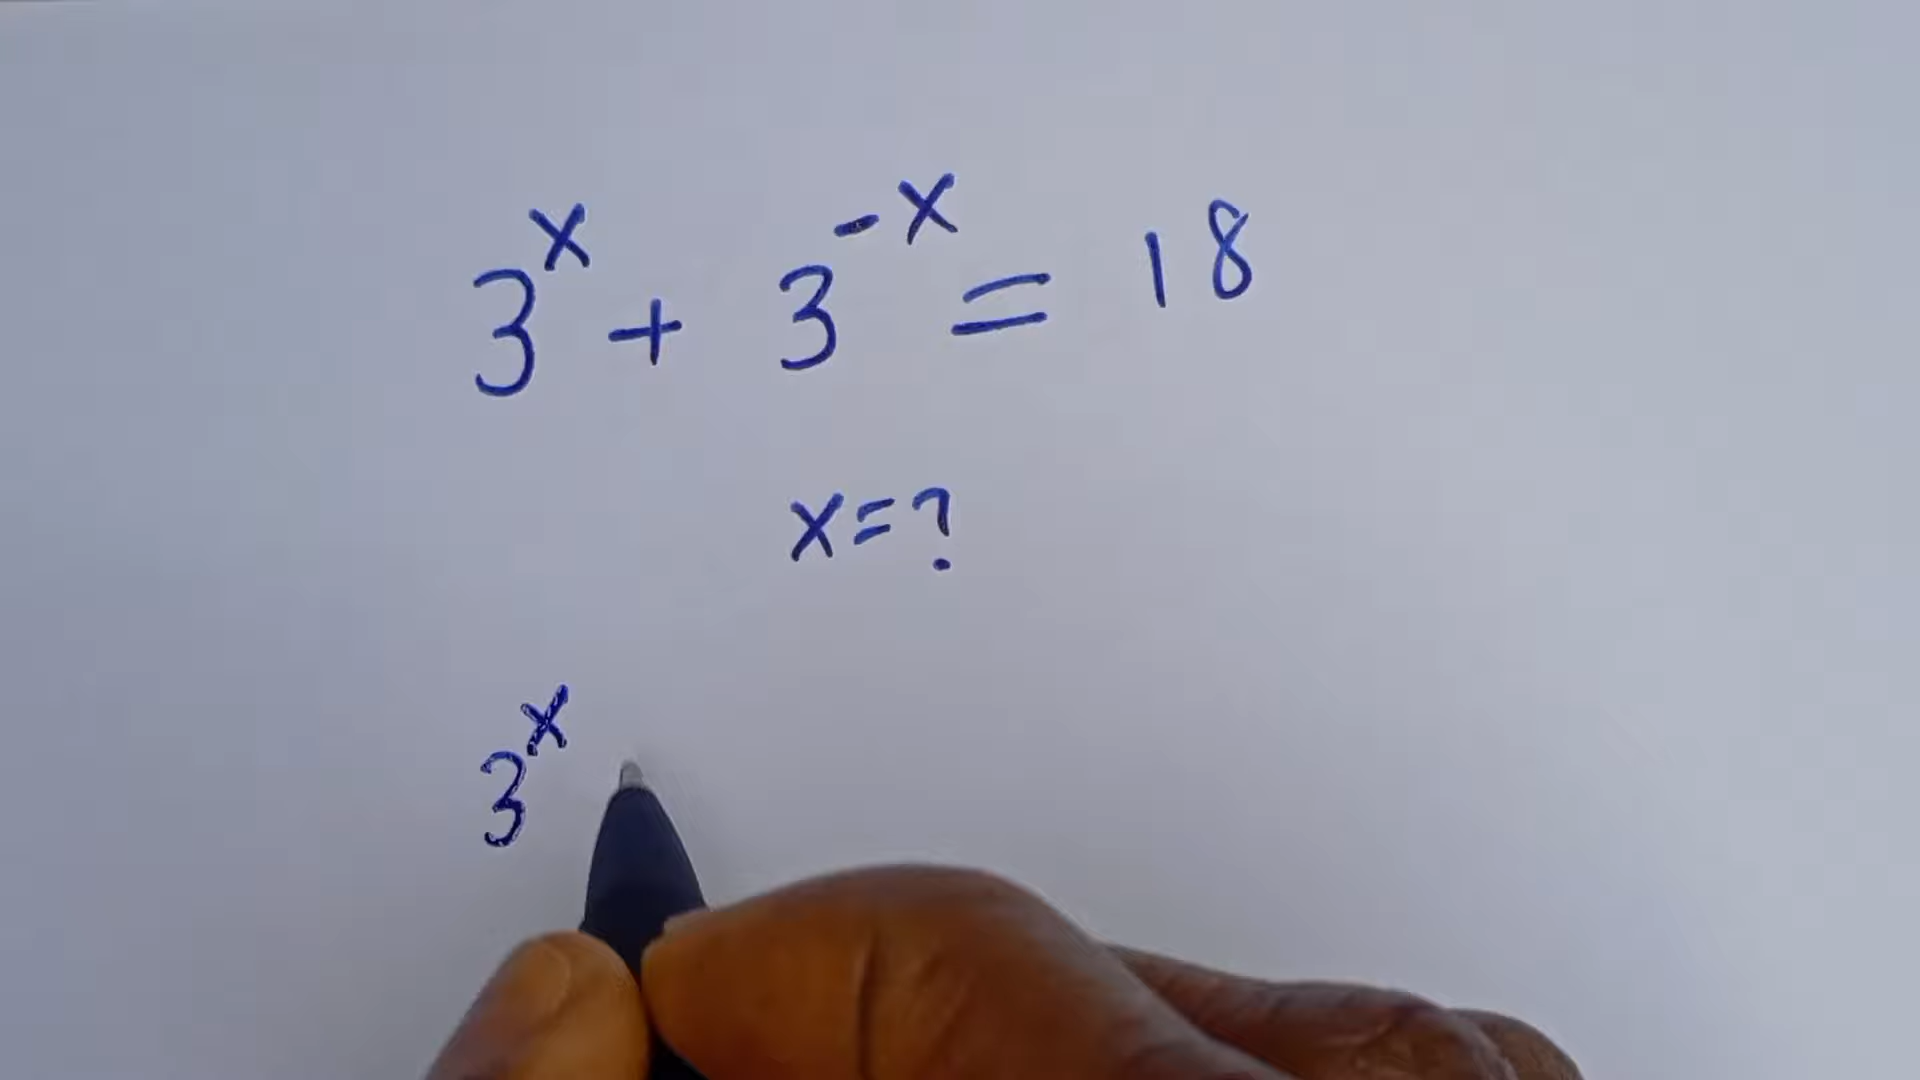 3^x + 3^-x = 18
x = ?
3^x